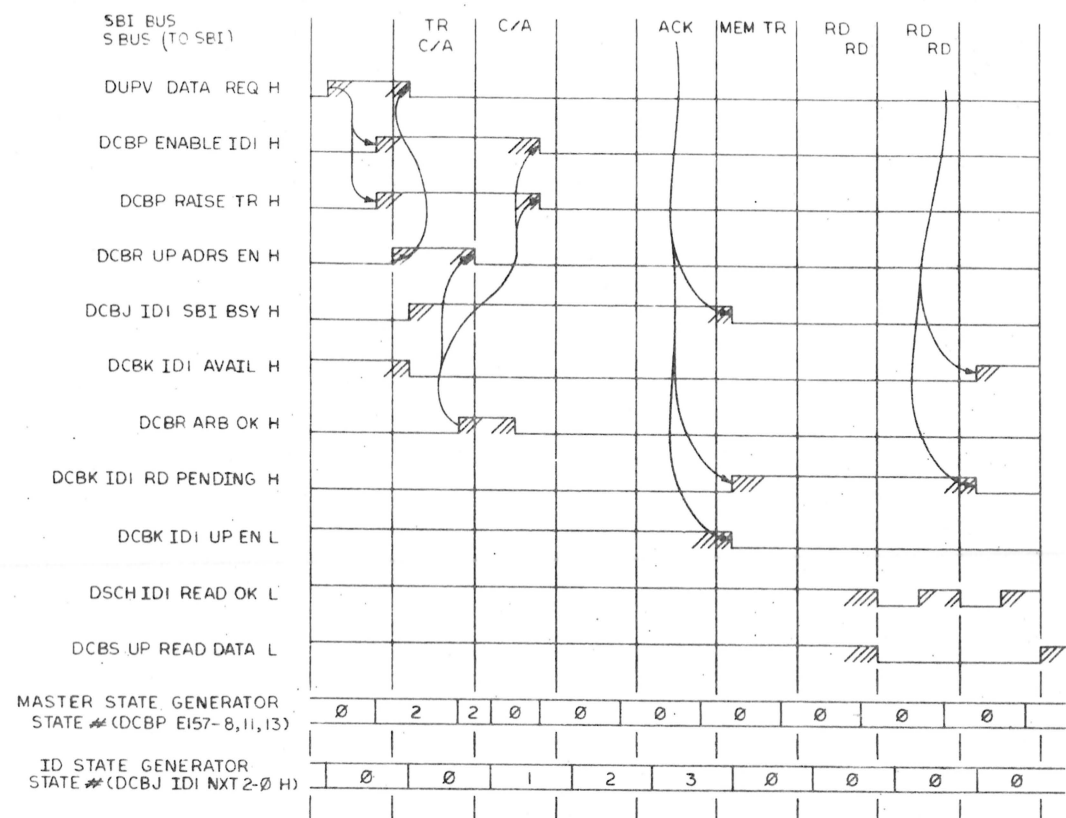 SBI BUS
S BUS (TO SBI)
TR C/A ACK MEM TR RD RD
C/A RD RD
DUPV DATA REQ H
DCBP ENABLE IDI H
DCBP RAISE TR H
DCBR UP ADRS EN H
DCBJ IDI SBI BSY H
DCBK IDI AVAIL H
DCBR ARB OK H
DCBK IDI RD PENDING H
DCBK IDI UP EN L
DSCH IDI READ OK L
DCBS UP READ DATA L
MASTER STATE GENERATOR
STATE # (DCBP E157-8,11,13) Ø 2 2 Ø Ø Ø Ø Ø Ø Ø
ID STATE GENERATOR
STATE # (DCBJ IDI NXT 2-Ø H) Ø Ø 1 2 3 Ø Ø Ø Ø